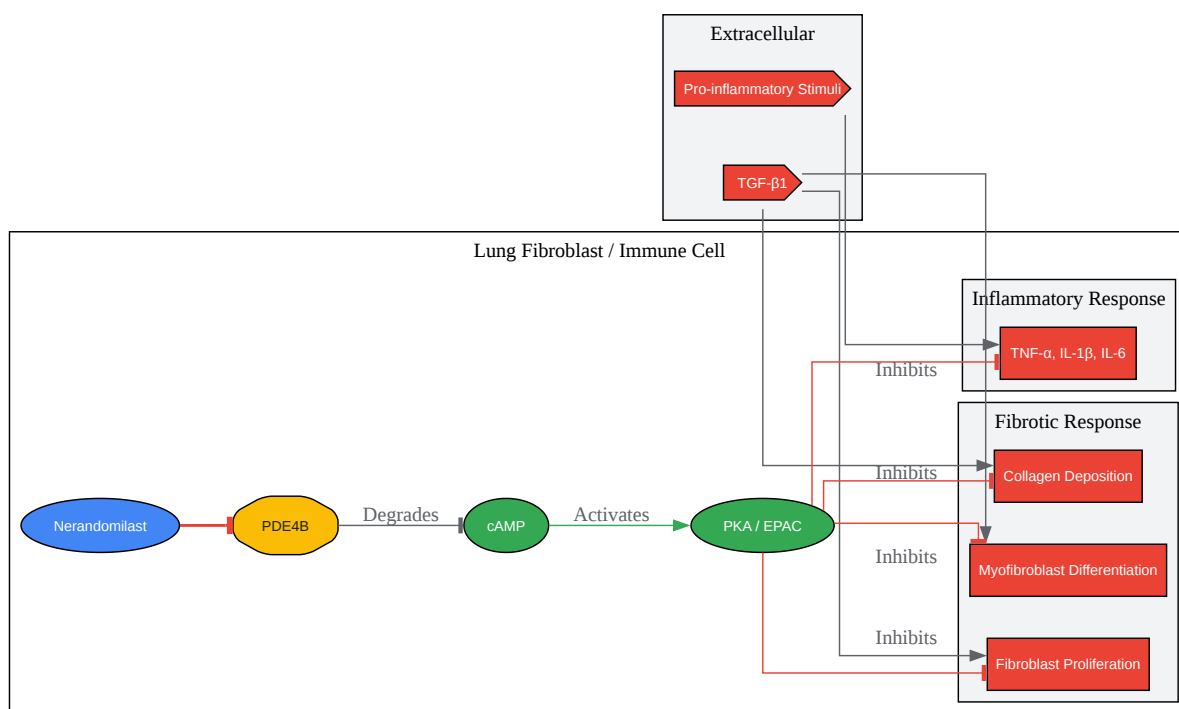 Extracellular
Pro-inflammatory Stimuli
TGF-β1
Lung Fibroblast / Immune Cell
Inflammatory Response
TNF-α, IL-1β, IL-6
Inhibits
Fibrotic Response
Collagen Deposition
Inhibits
Nerandomilast
PDE4B
Degrades
cAMP
Activates
PKA / EPAC
Inhibits
Myofibroblast Differentiation
Inhibits
Fibroblast Proliferation